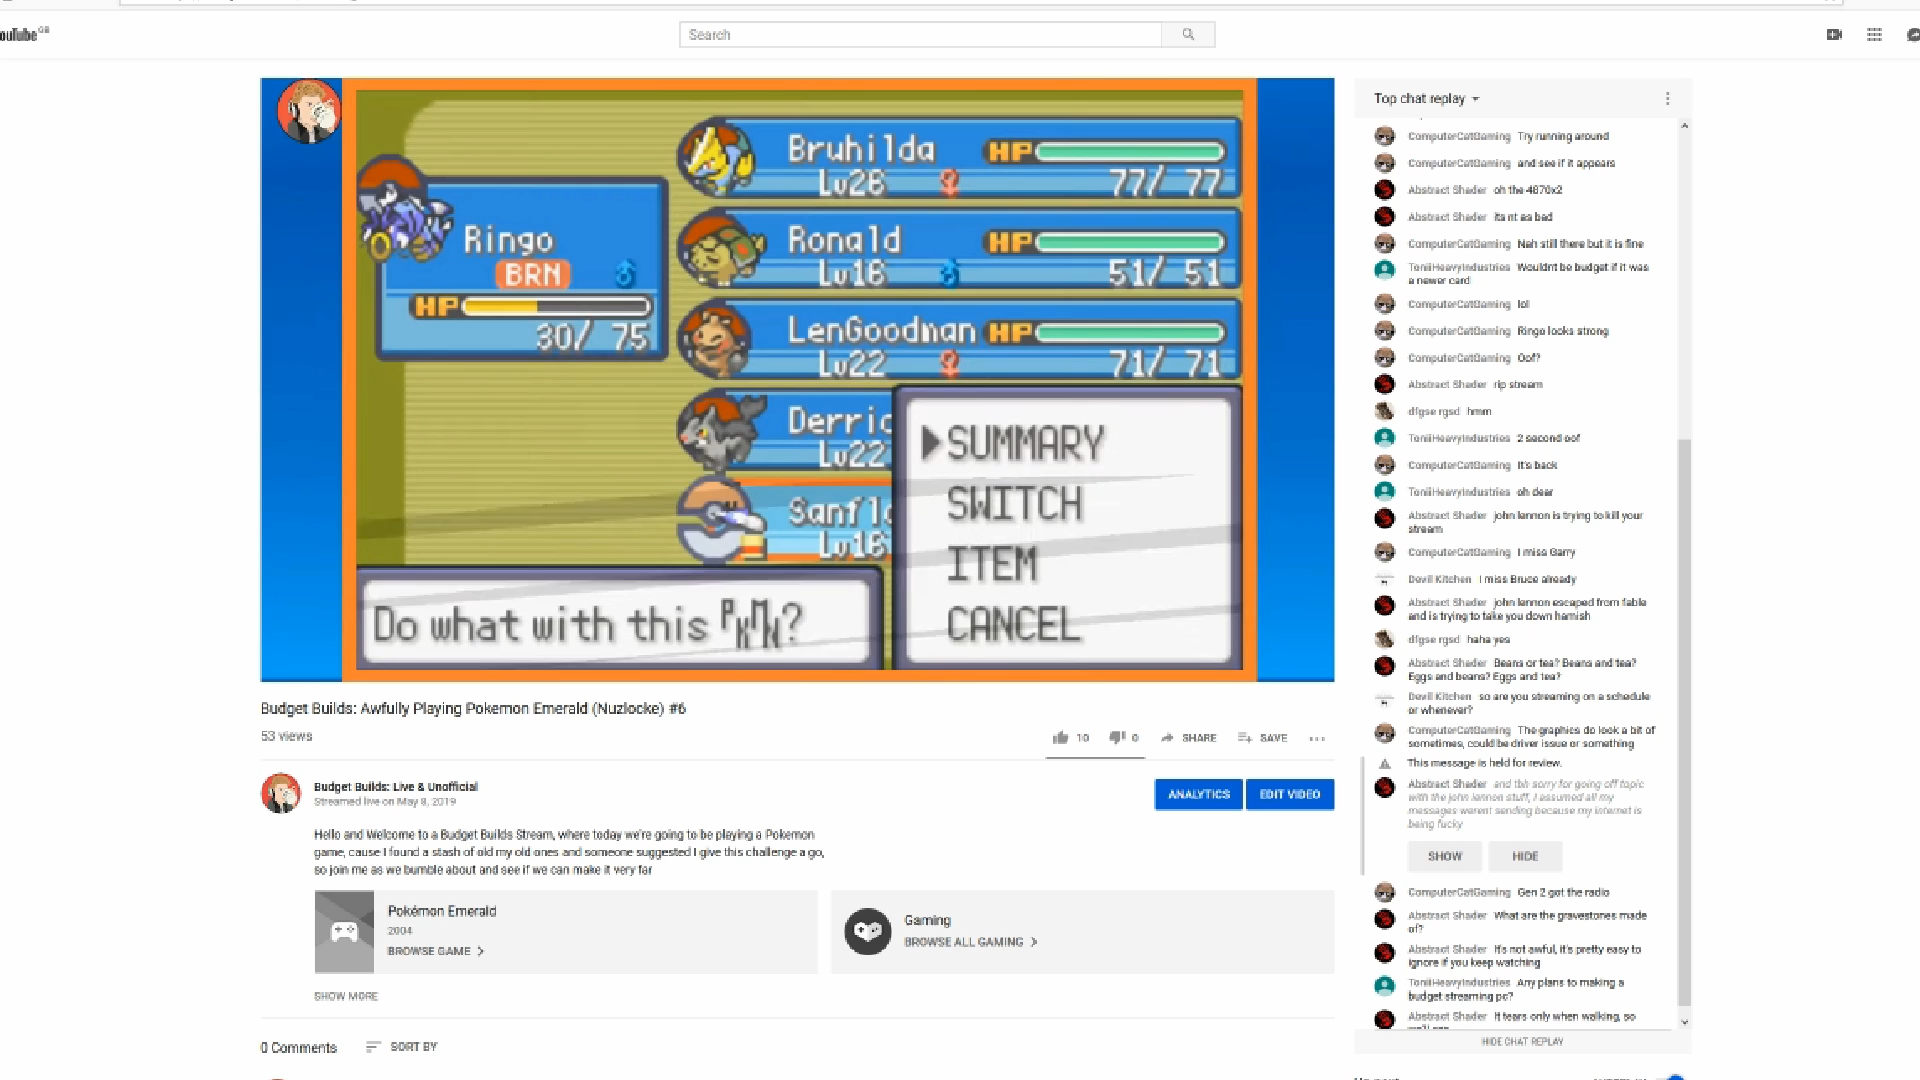 ouTube GB
Search
Bruhilda HP
Lv26 77/ 77
Ringo
BRN
HP
30/ 75
Ronald HP
Lv16 51/ 51
LenGoodman HP
Lv22 71/ 71
Derric
Lv22
Sanflo
Lv16
SUMMARY
SWITCH
ITEM
CANCEL
Do what with this PKMN?
Budget Builds: Awfully Playing Pokemon Emerald (Nuzlocke) #6
53 views
10 0 SHARE SAVE
Budget Builds: Live & Unofficial
Streamed live on May 8, 2019
ANALYTICS EDIT VIDEO
Hello and Welcome to a Budget Builds Stream, where today we're going to be playing a Pokemon
game, cause I found a stash of old my old ones and someone suggested I give this challenge a go,
so join me as we bumble about and see if we can make it very far
Pokémon Emerald
2004
BROWSE GAME
Gaming
BROWSE ALL GAMING
SHOW MORE
0 Comments SORT BY
Top chat replay
ComputerCatGaming Try running around
ComputerCatGaming and see if it appears
Abstract Shader oh the 4870x2
Abstract Shader its nt as bad
ComputerCatGaming Nah still there but it is fine
ToniiHeavyIndustries Wouldnt be budget if it was
a newer card
ComputerCatGaming lol
ComputerCatGaming Ringo looks strong
ComputerCatGaming Oof?
Abstract Shader rip stream
dfgse rgsd hmm
ToniiHeavyIndustries 2 second oof
ComputerCatGaming It's back
ToniiHeavyIndustries oh dear
Abstract Shader john lennon is trying to kill your
stream
ComputerCatGaming I miss Garry
Devil Kitchen I miss Bruce already
Abstract Shader john lennon escaped from fable
and is trying to take you down hamish
dfgse rgsd haha yes
Abstract Shader Beans or tea? Beans and tea?
Eggs and beans? Eggs and tea?
Devil Kitchen so are you streaming on a schedule
or whenever?
ComputerCatGaming The graphics do look a bit of
sometimes, could be driver issue or something
This message is held for review.
Abstract Shader and tbh sorry for going off topic
with the john lennon stuff, I assumed all my
messages werent sending because my internet is
being fucky
SHOW HIDE
ComputerCatGaming Gen 2 got the radio
Abstract Shader What are the gravestones made
of?
Abstract Shader It's not awful, it's pretty easy to
ignore if you keep watching
ToniiHeavyIndustries Any plans to making a
budget streaming pc?
Abstract Shader It tears only when walking, so
HIDE CHAT REPLAY